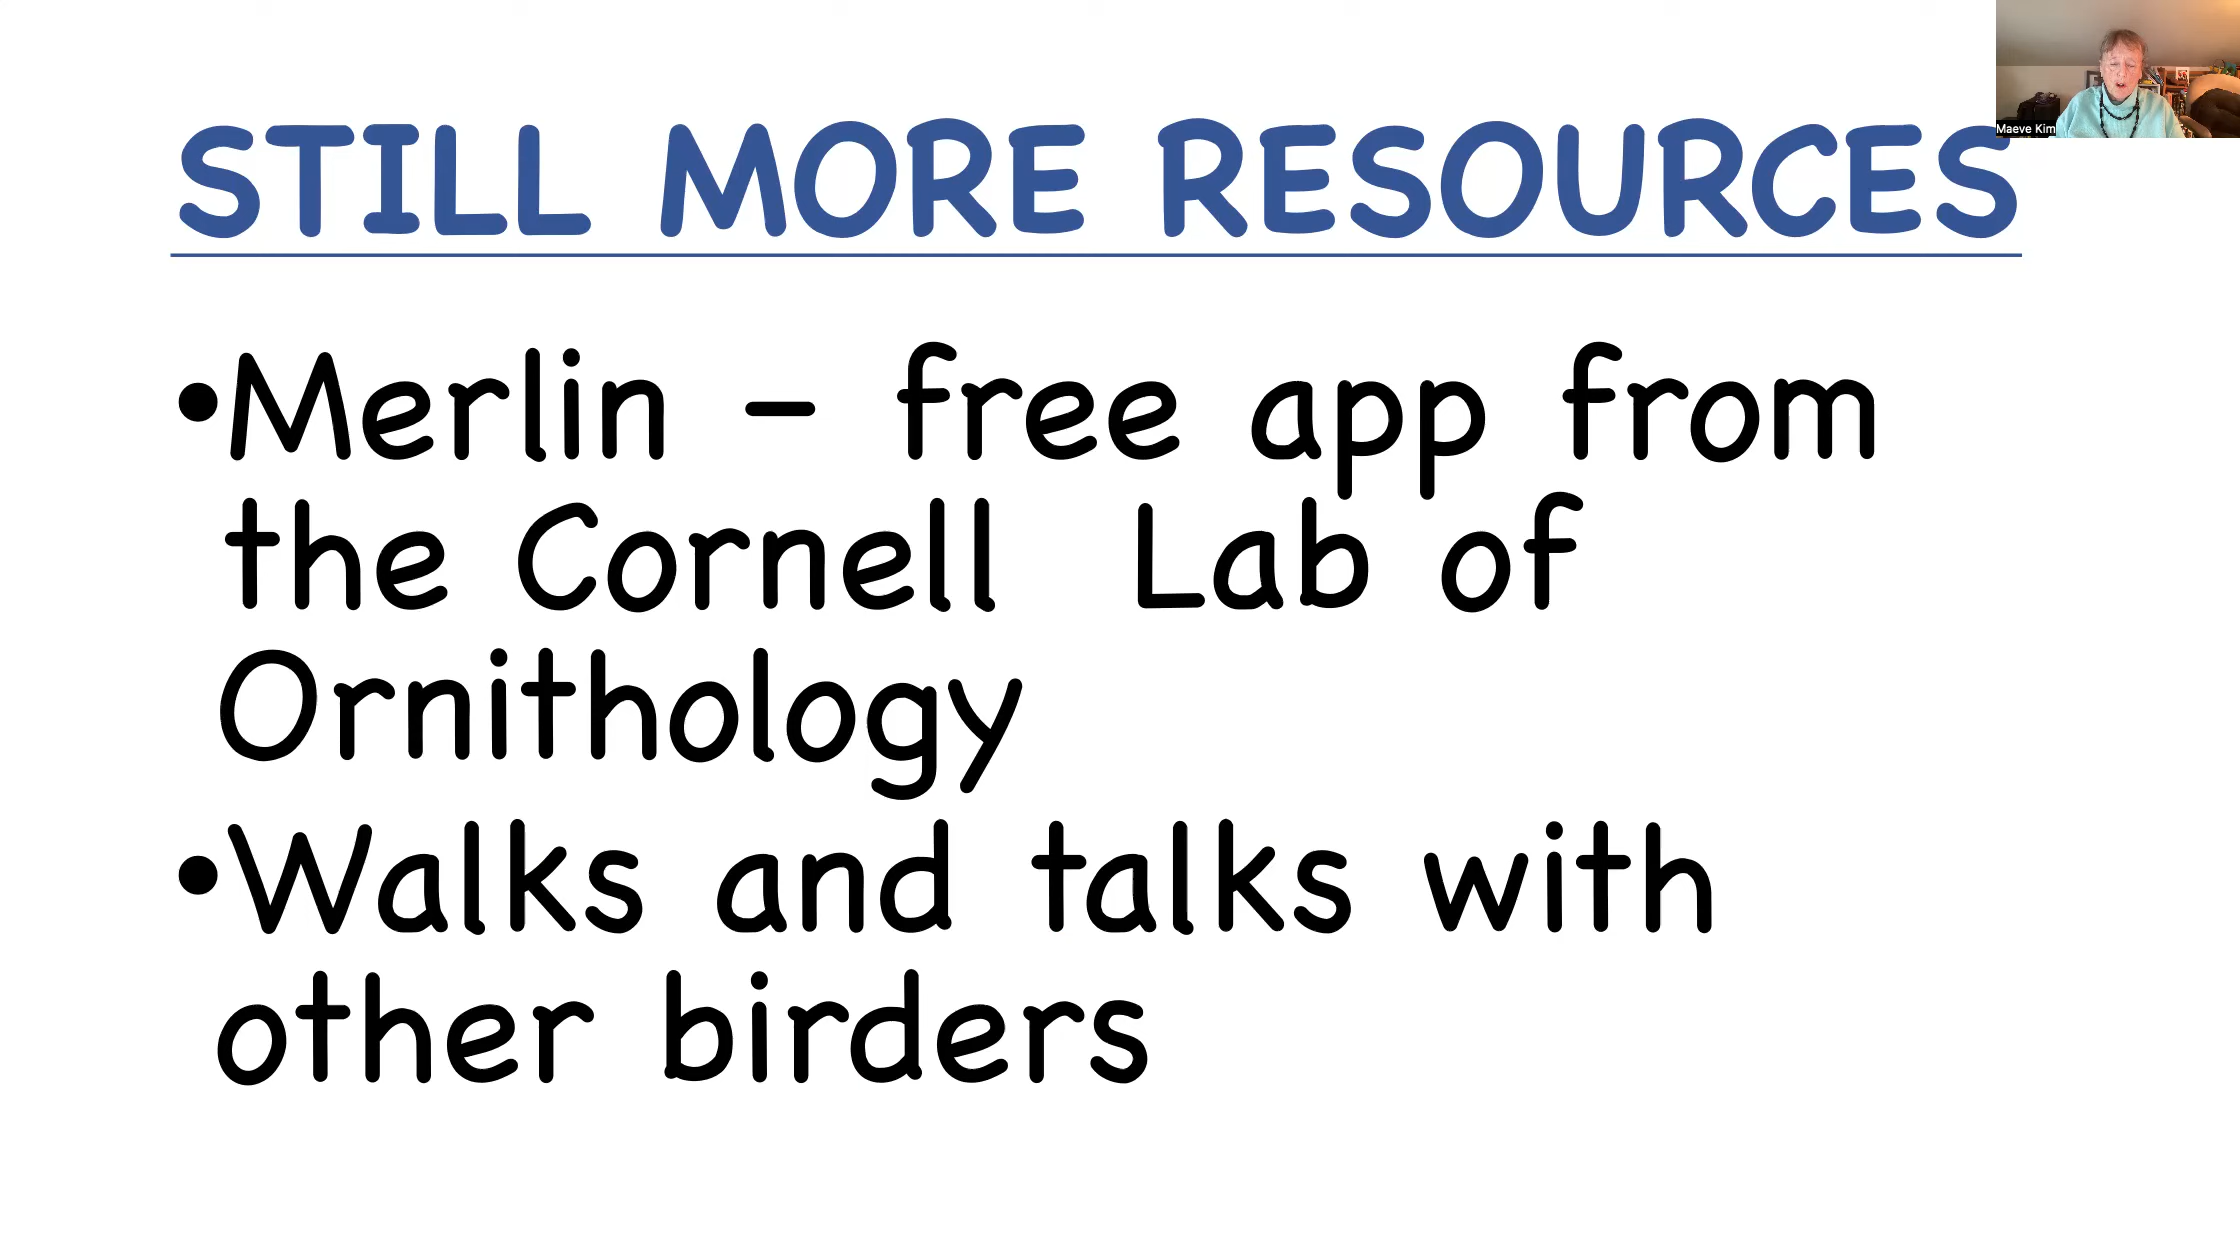 Maeve Kim
STILL MORE RESOURCES
•Merlin – free app from
the Cornell  Lab of
Ornithology
•Walks and talks with
other birders